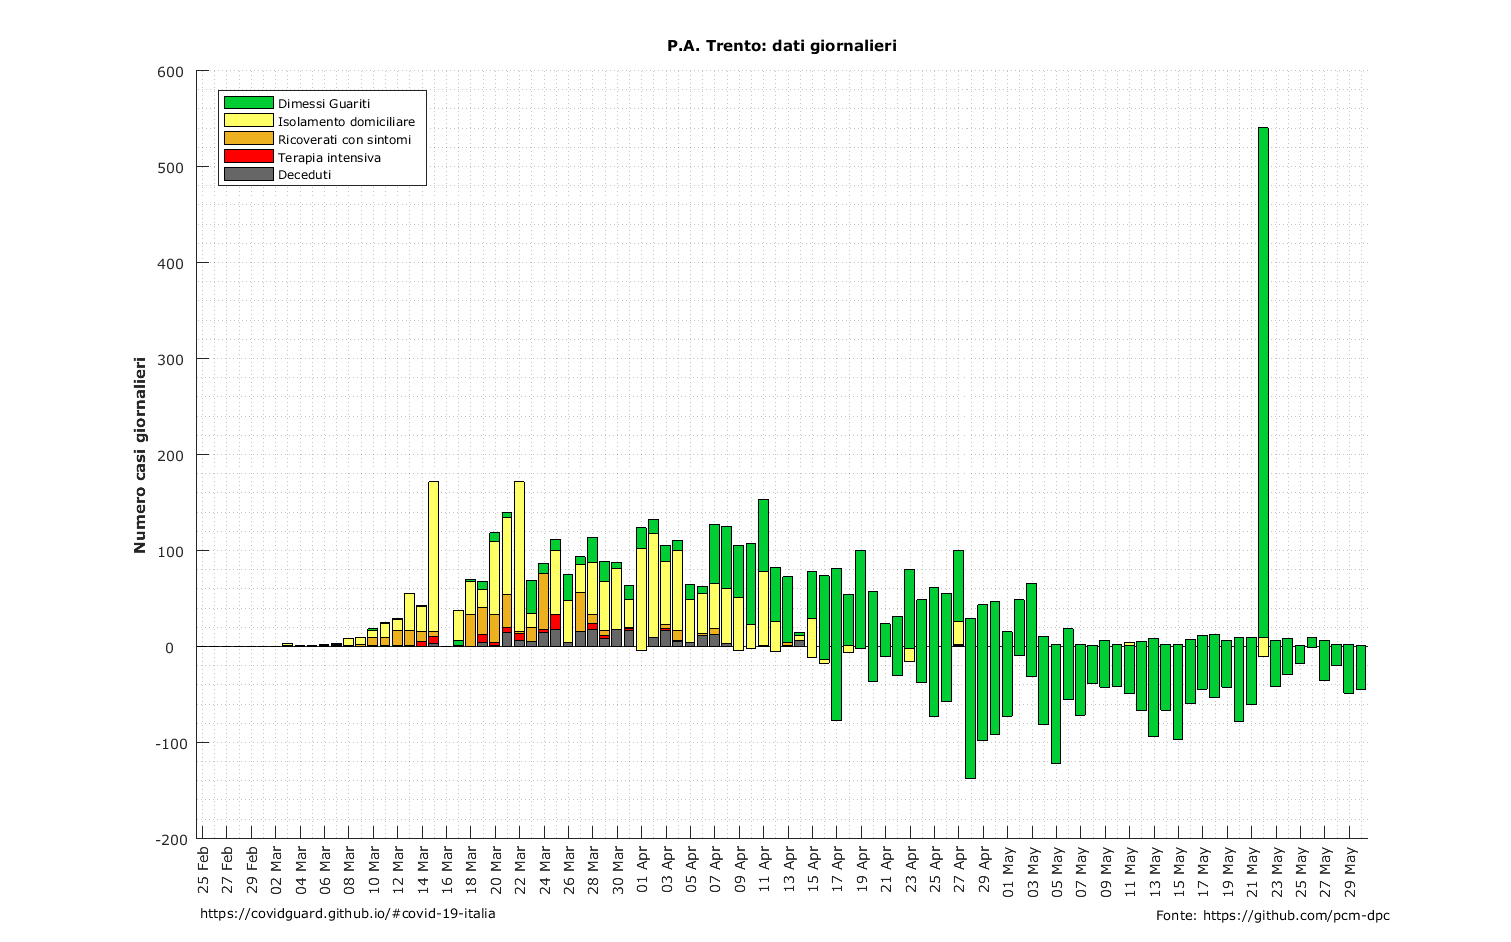 P.A. Trento: dati giornalieri
600
500
400
300
200
100
0
-100
-200
Numero casi giornalieri
Dimessi Guariti
Isolamento domiciliare
Ricoverati con sintomi
Terapia intensiva
Deceduti
25 Feb
27 Feb
29 Feb
02 Mar
04 Mar
06 Mar
08 Mar
10 Mar
12 Mar
14 Mar
16 Mar
18 Mar
20 Mar
22 Mar
24 Mar
26 Mar
28 Mar
30 Mar
01 Apr
03 Apr
05 Apr
07 Apr
09 Apr
11 Apr
13 Apr
15 Apr
17 Apr
19 Apr
21 Apr
23 Apr
25 Apr
27 Apr
29 Apr
01 May
03 May
05 May
07 May
09 May
11 May
13 May
15 May
17 May
19 May
21 May
23 May
25 May
27 May
29 May
https://covidguard.github.io/#covid-19-italia
Fonte: https://github.com/pcm-dpc